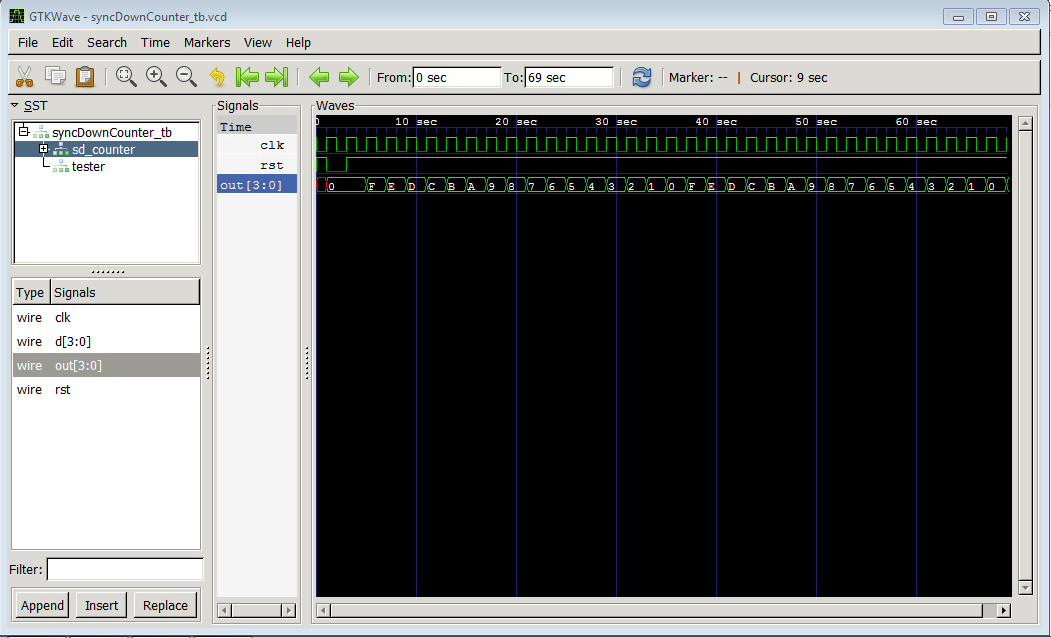 GTKWave - syncDownCounter_tb.vcd
File Edit Search Time Markers View Help
From: 0 sec To: 69 sec Marker: -- | Cursor: 9 sec
SST
syncDownCounter_tb
sd_counter
tester
Type Signals
wire clk
wire d[3:0]
wire out[3:0]
wire rst
Filter:
Append Insert Replace
Signals
Time
clk
rst
out[3:0]
Waves
0 10 sec 20 sec 30 sec 40 sec 50 sec 60 sec
0 F E D C B A 9 8 7 6 5 4 3 2 1 0 F E D C B A 9 8 7 6 5 4 3 2 1 0